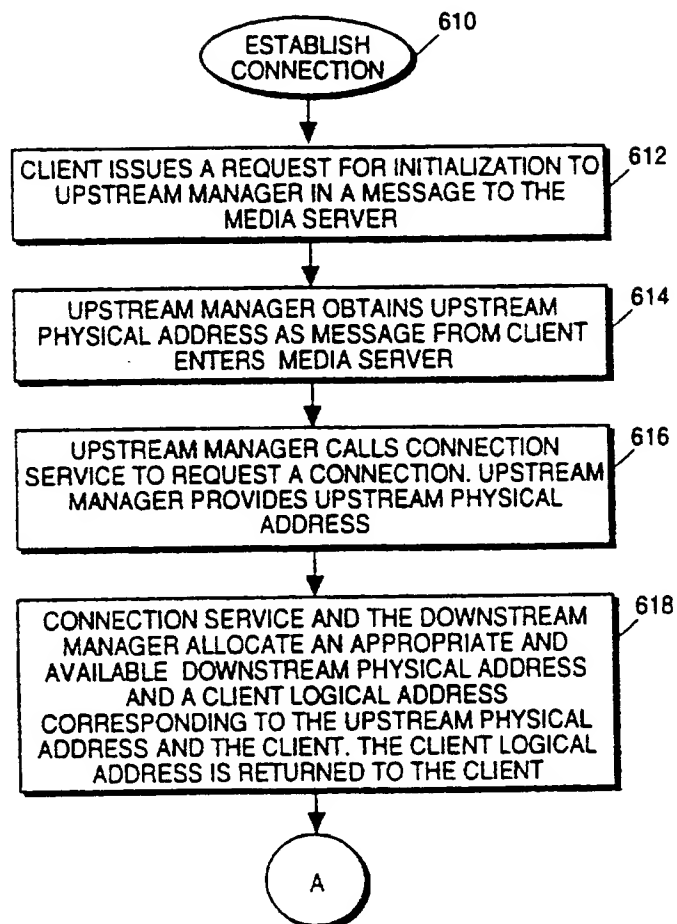 610
ESTABLISH
CONNECTION
612
CLIENT ISSUES A REQUEST FOR INITIALIZATION TO
UPSTREAM MANAGER IN A MESSAGE TO THE
MEDIA SERVER
614
UPSTREAM MANAGER OBTAINS UPSTREAM
PHYSICAL ADDRESS AS MESSAGE FROM CLIENT
ENTERS MEDIA SERVER
616
UPSTREAM MANAGER CALLS CONNECTION
SERVICE TO REQUEST A CONNECTION. UPSTREAM
MANAGER PROVIDES UPSTREAM PHYSICAL
ADDRESS
618
CONNECTION SERVICE AND THE DOWNSTREAM
MANAGER ALLOCATE AN APPROPRIATE AND
AVAILABLE DOWNSTREAM PHYSICAL ADDRESS
AND A CLIENT LOGICAL ADDRESS
CORRESPONDING TO THE UPSTREAM PHYSICAL
ADDRESS AND THE CLIENT. THE CLIENT LOGICAL
ADDRESS IS RETURNED TO THE CLIENT
A